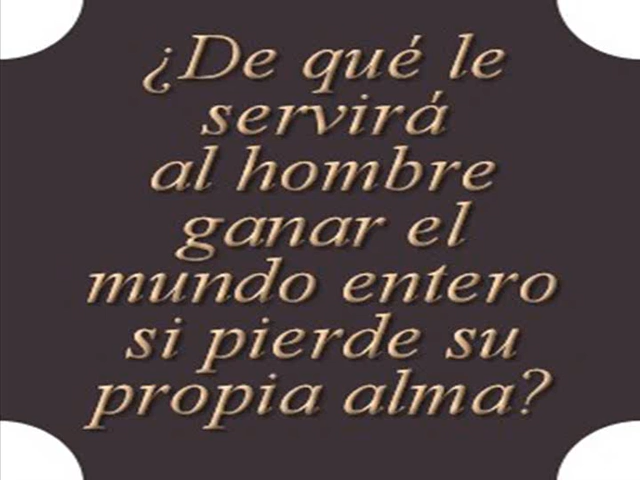 ¿De qué le
servirá
al hombre
ganar el
mundo entero
si pierde su
propia alma?